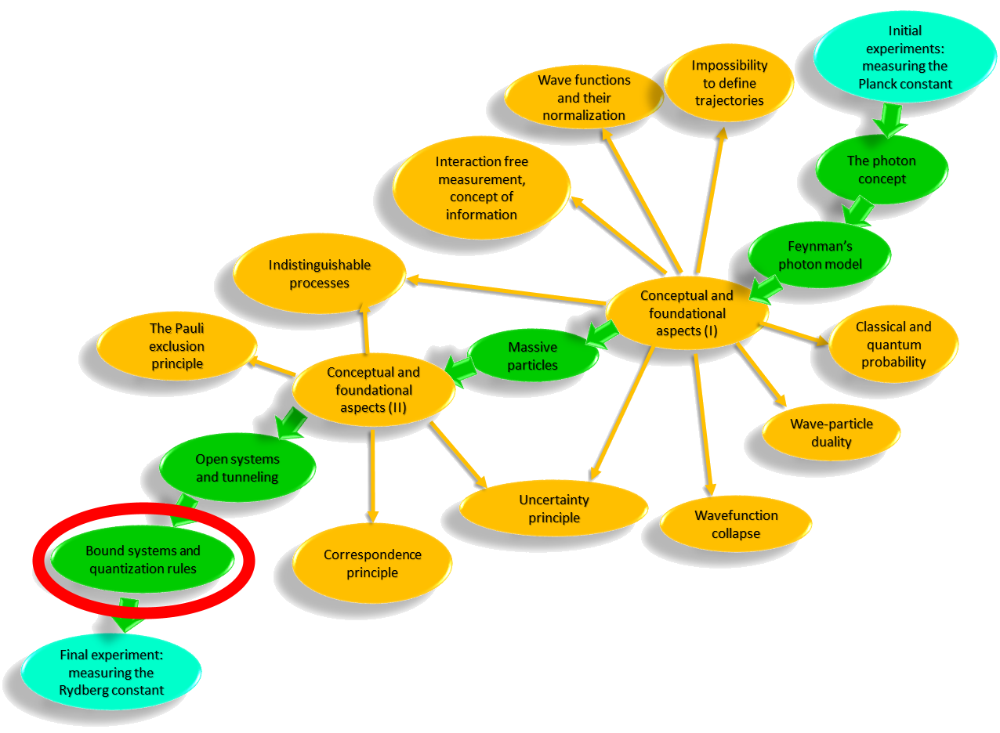 Initial
experiments:
measuring the
Planck constant
Impossibility
to define
trajectories
Wave functions
and their
normalization
The photon
concept
Interaction free
measurement,
concept of
information
Feynman's
photon model
Indistinguishable
processes
Conceptual and
foundational
aspects (I)
Classical and
quantum
probability
The Pauli
exclusion
principle
Massive
particles
Conceptual and
foundational
aspects (II)
Wave-particle
duality
Open systems
and tunneling
Uncertainty
principle
Wavefunction
collapse
Bound systems and
quantization rules
Correspondence
principle
Final experiment:
measuring the
Rydberg constant